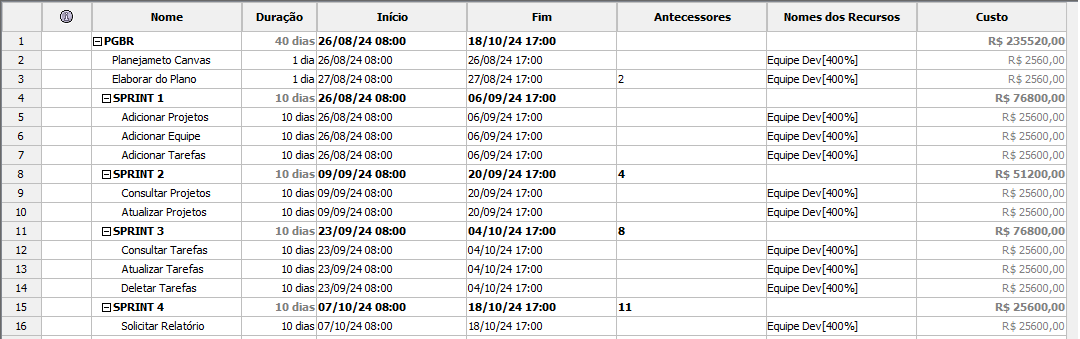 Nome Duração Início Fim Antecessores Nomes dos Recursos Custo
1 PGBR 40 dias 26/08/24 08:00 18/10/24 17:00 R$ 235520,00
2 Planejameto Canvas 1 dia 26/08/24 08:00 26/08/24 17:00 Equipe Dev[400%] R$ 2560,00
3 Elaborar do Plano 1 dia 27/08/24 08:00 27/08/24 17:00 2 Equipe Dev[400%] R$ 2560,00
4 SPRINT 1 10 dias 26/08/24 08:00 06/09/24 17:00 R$ 76800,00
5 Adicionar Projetos 10 dias 26/08/24 08:00 06/09/24 17:00 Equipe Dev[400%] R$ 25600,00
6 Adicionar Equipe 10 dias 26/08/24 08:00 06/09/24 17:00 Equipe Dev[400%] R$ 25600,00
7 Adicionar Tarefas 10 dias 26/08/24 08:00 06/09/24 17:00 Equipe Dev[400%] R$ 25600,00
8 SPRINT 2 10 dias 09/09/24 08:00 20/09/24 17:00 4 R$ 51200,00
9 Consultar Projetos 10 dias 09/09/24 08:00 20/09/24 17:00 Equipe Dev[400%] R$ 25600,00
10 Atualizar Projetos 10 dias 09/09/24 08:00 20/09/24 17:00 Equipe Dev[400%] R$ 25600,00
11 SPRINT 3 10 dias 23/09/24 08:00 04/10/24 17:00 8 R$ 76800,00
12 Consultar Tarefas 10 dias 23/09/24 08:00 04/10/24 17:00 Equipe Dev[400%] R$ 25600,00
13 Atualizar Tarefas 10 dias 23/09/24 08:00 04/10/24 17:00 Equipe Dev[400%] R$ 25600,00
14 Deletar Tarefas 10 dias 23/09/24 08:00 04/10/24 17:00 Equipe Dev[400%] R$ 25600,00
15 SPRINT 4 10 dias 07/10/24 08:00 18/10/24 17:00 11 R$ 25600,00
16 Solicitar Relatório 10 dias 07/10/24 08:00 18/10/24 17:00 Equipe Dev[400%] R$ 25600,00